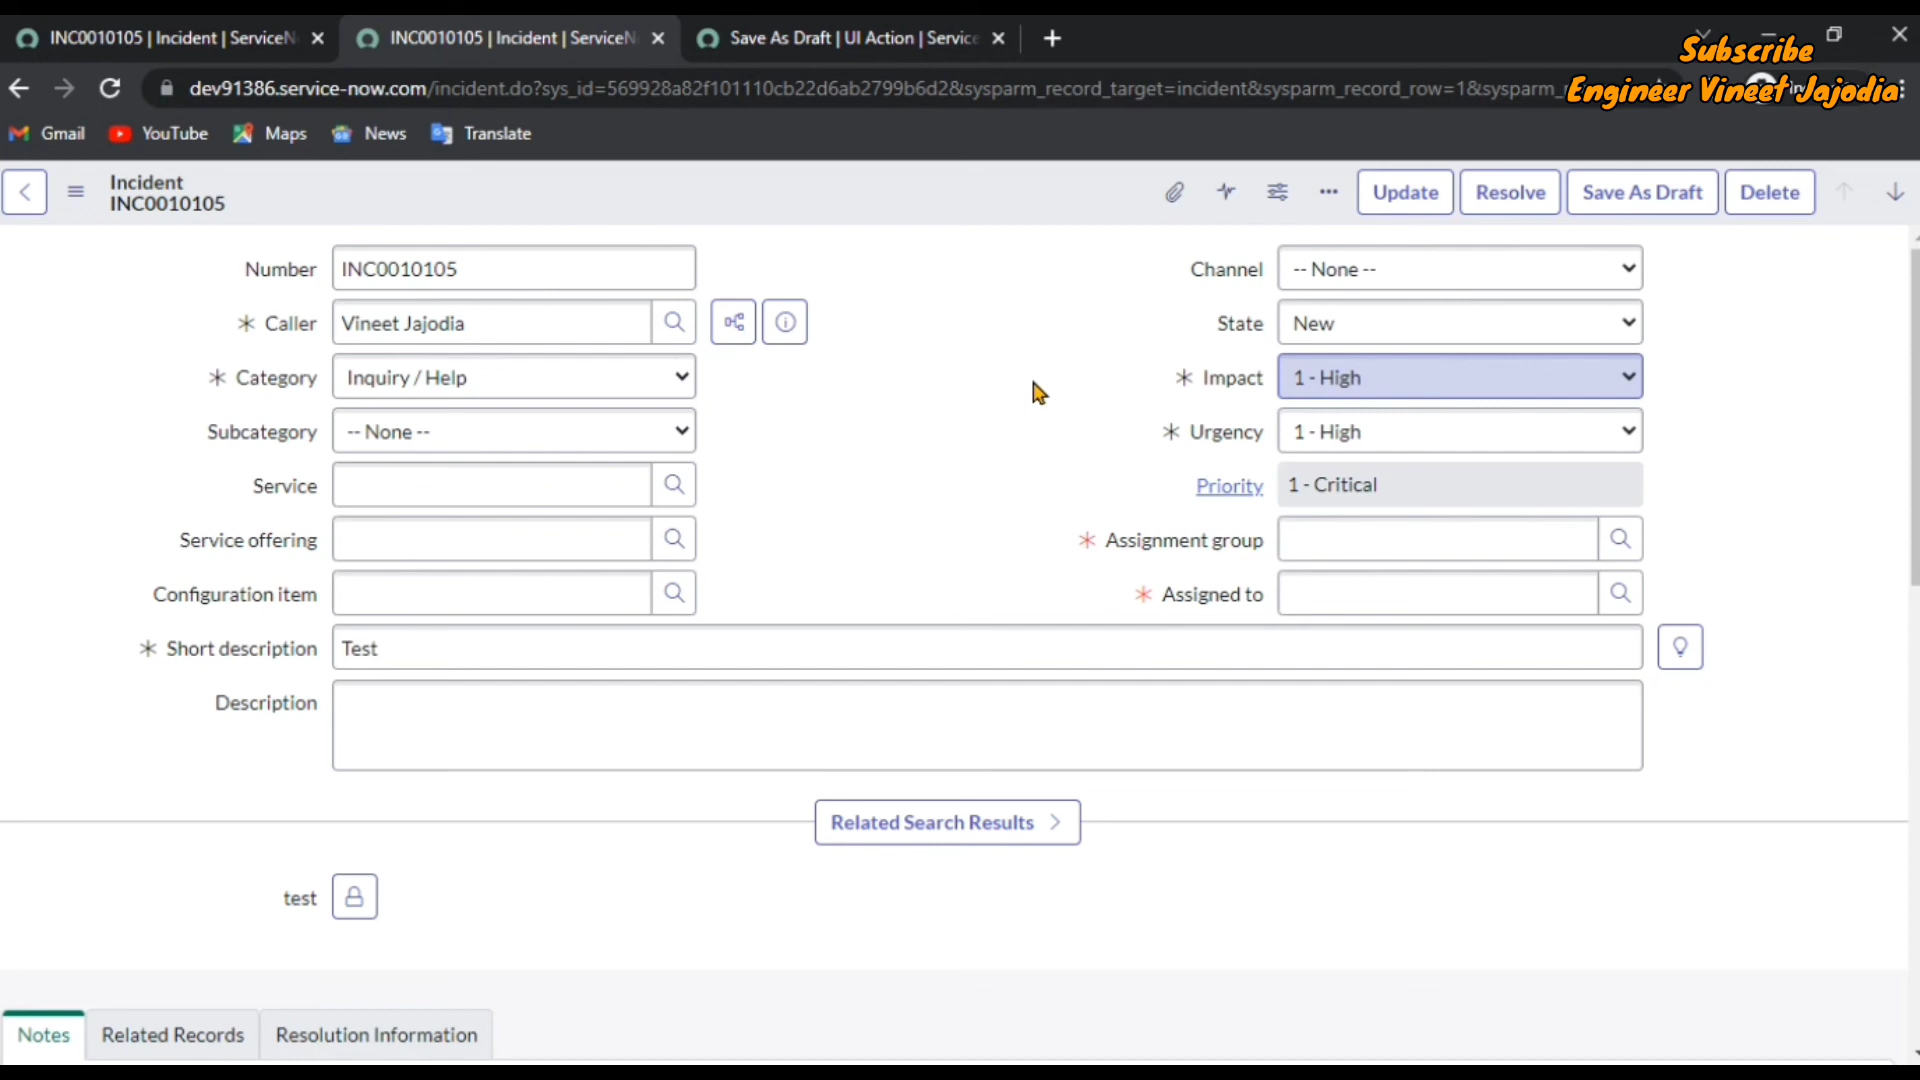 INC0010105 | Incident | ServiceN
INC0010105 | Incident | ServiceN
Save As Draft | UI Action | Service
Subscribe
Engineer Vineet Jajodia
dev91386.service-now.com/incident.do?sys_id=569928a82f101110cb22d6ab2799b6d2&sysparm_record_target=incident&sysparm_record_row=1&sysparm_
Gmail
YouTube
Maps
News
Translate
Incident
INC0010105
Update
Resolve
Save As Draft
Delete
Number INC0010105
Channel -- None --
* Caller Vineet Jajodia
State New
* Category Inquiry / Help
* Impact 1 - High
Subcategory -- None --
* Urgency 1 - High
Service
Priority 1 - Critical
Service offering
* Assignment group
Configuration item
* Assigned to
* Short description Test
Description
Related Search Results
test
Notes
Related Records
Resolution Information